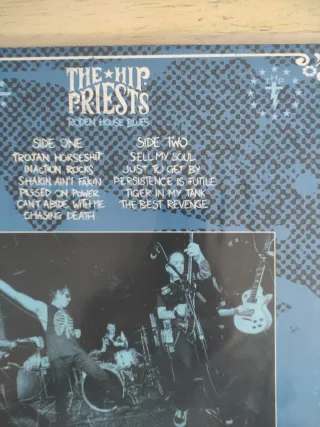 THE ★ HIP
PRIESTS
RODEN HOUSE BLUES
SIDE ONE
TROJAN HORSESHIT
INACTION ROCKS
SHAKIN AIN'T FAKIN
PISSED ON POWER
CAN'T ABIDE WITH ME
CHASING DEATH
SIDE TWO
SELL MY SOUL
JUST TO GET BY
PERSISTENCE IS FUTILE
TIGER IN MY TANK
THE BEST REVENGE